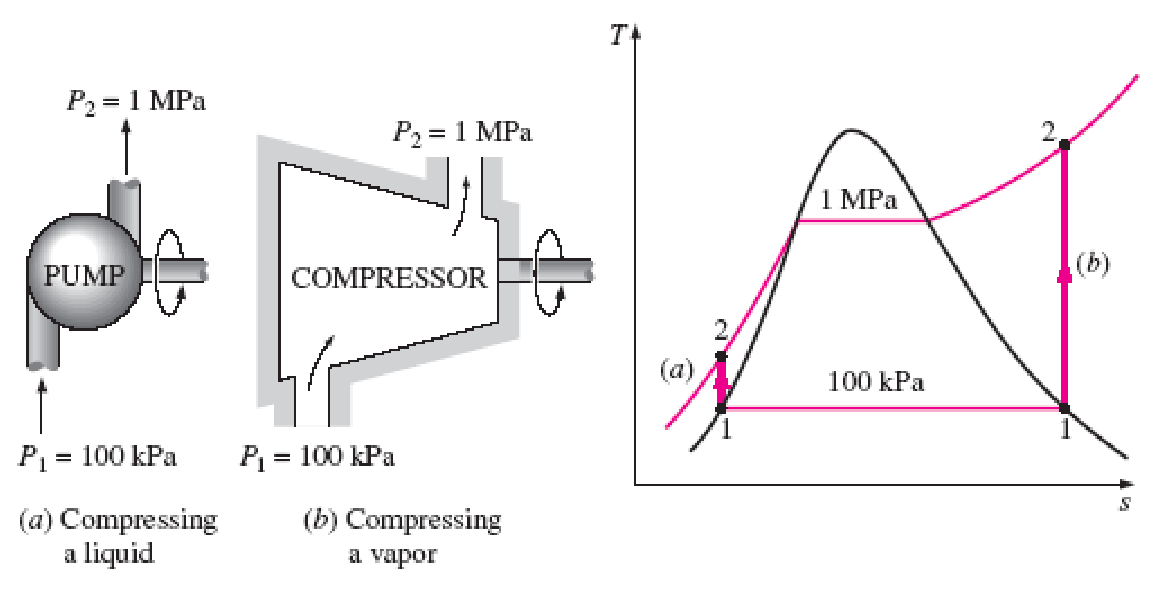 P₂ = 1 MPa
PUMP
P₁ = 100 kPa
(a) Compressing
a liquid
P₂ = 1 MPa
COMPRESSOR
P₁ = 100 kPa
(b) Compressing
a vapor
T
2
1 MPa
(b)
2
(a)
100 kPa
1
1
s